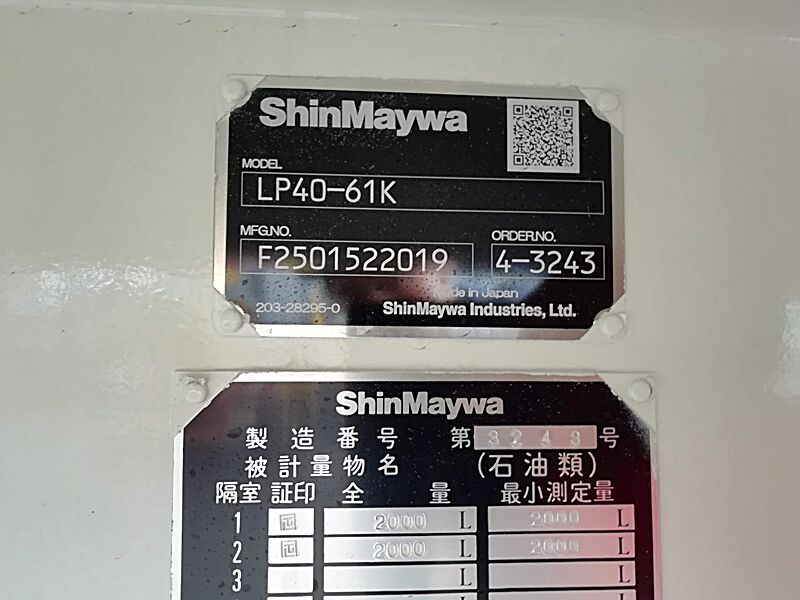 ShinMaywa
MODEL
LP40-61K
MFG.NO. ORDER.NO.
F2501522019 4-3243
Made in Japan
203-28295-0 ShinMaywa Industries, Ltd.
ShinMaywa
製造番号 第3243号
被計量物名 (石油類)
隔室 証印 全量 最小測定量
1 正 2000 L 2000 L
2 正 2000 L 2000 L
3 L L